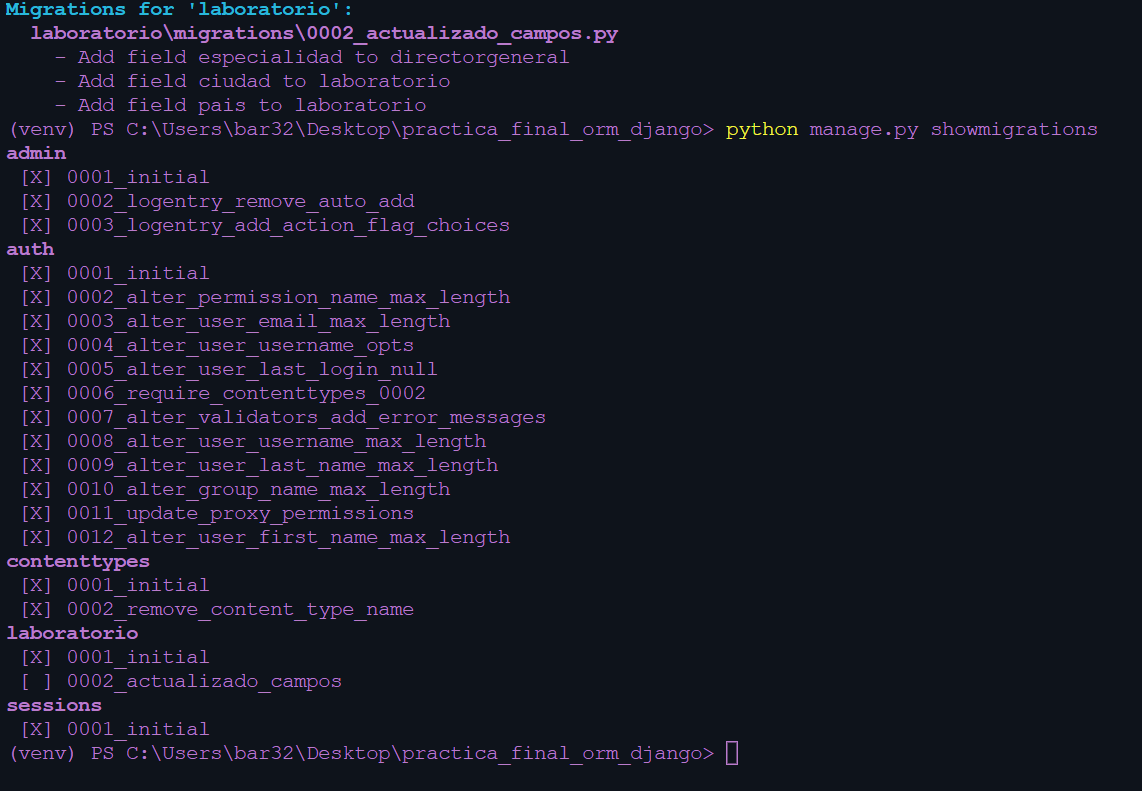 Migrations for 'laboratorio':
  laboratorio\migrations\0002_actualizado_campos.py
    - Add field especialidad to directorgeneral
    - Add field ciudad to laboratorio
    - Add field pais to laboratorio
(venv) PS C:\Users\bar32\Desktop\practica_final_orm_django> python manage.py showmigrations
admin
 [X] 0001_initial
 [X] 0002_logentry_remove_auto_add
 [X] 0003_logentry_add_action_flag_choices
auth
 [X] 0001_initial
 [X] 0002_alter_permission_name_max_length
 [X] 0003_alter_user_email_max_length
 [X] 0004_alter_user_username_opts
 [X] 0005_alter_user_last_login_null
 [X] 0006_require_contenttypes_0002
 [X] 0007_alter_validators_add_error_messages
 [X] 0008_alter_user_username_max_length
 [X] 0009_alter_user_last_name_max_length
 [X] 0010_alter_group_name_max_length
 [X] 0011_update_proxy_permissions
 [X] 0012_alter_user_first_name_max_length
contenttypes
 [X] 0001_initial
 [X] 0002_remove_content_type_name
laboratorio
 [X] 0001_initial
 [ ] 0002_actualizado_campos
sessions
 [X] 0001_initial
(venv) PS C:\Users\bar32\Desktop\practica_final_orm_django>